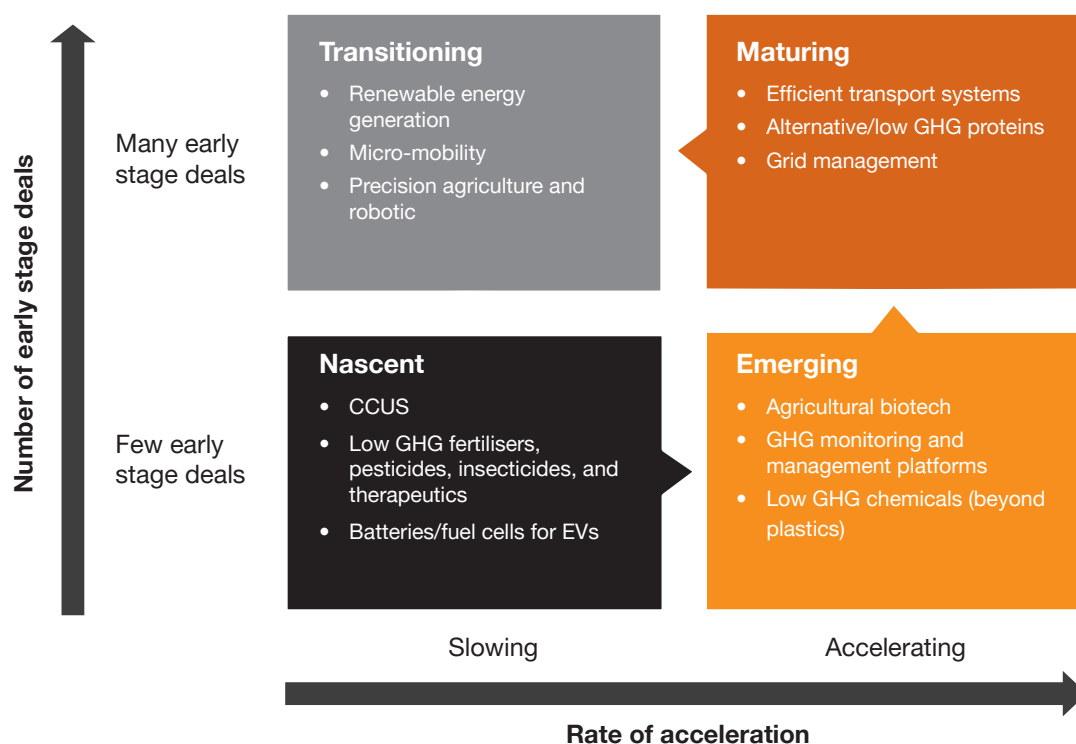 Number of early stage deals
Many early
stage deals
Few early
stage deals
Transitioning
• Renewable energy
generation
• Micro-mobility
• Precision agriculture and
robotic
Maturing
• Efficient transport systems
• Alternative/low GHG proteins
• Grid management
Nascent
• CCUS
• Low GHG fertilisers,
pesticides, insecticides, and
therapeutics
• Batteries/fuel cells for EVs
Emerging
• Agricultural biotech
• GHG monitoring and
management platforms
• Low GHG chemicals (beyond
plastics)
Slowing
Accelerating
Rate of acceleration